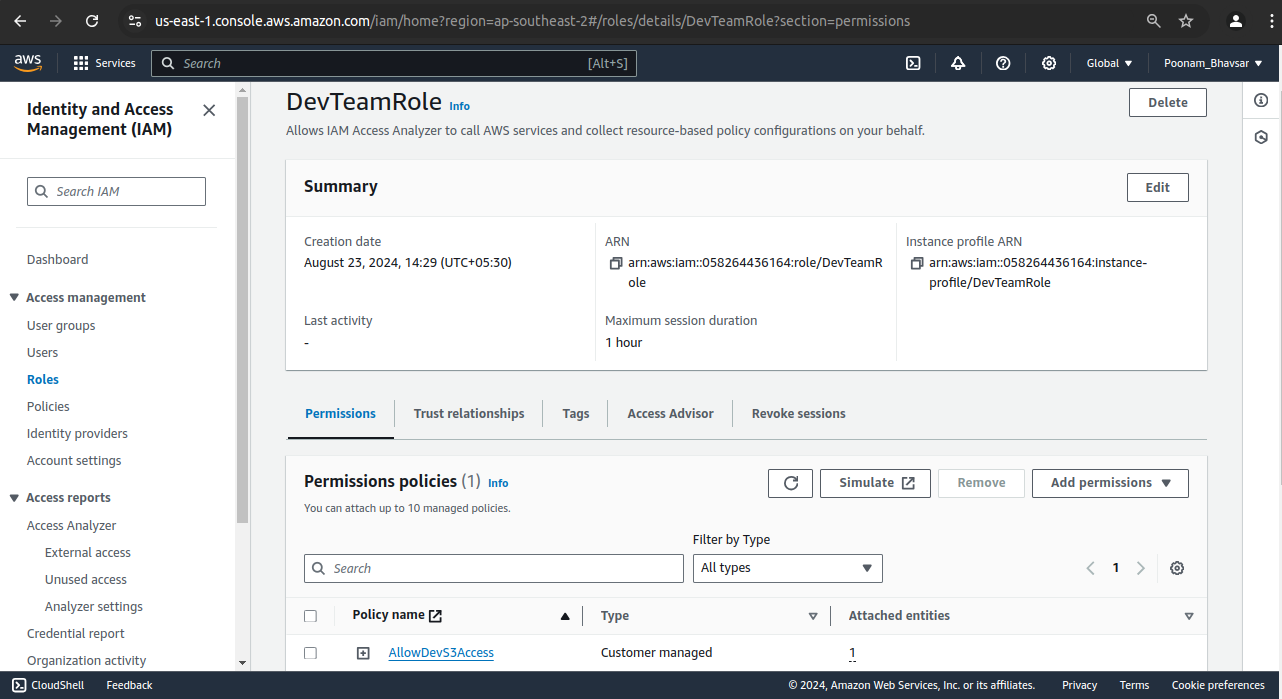 us-east-1.console.aws.amazon.com/iam/home?region=ap-southeast-2#/roles/details/DevTeamRole?section=permissions
aws
Services
Search
[Alt+S]
Global
Poonam_Bhavsar
Identity and Access
Management (IAM)
Search IAM
Dashboard
Access management
User groups
Users
Roles
Policies
Identity providers
Account settings
Access reports
Access Analyzer
External access
Unused access
Analyzer settings
Credential report
Organization activity
DevTeamRole Info
Delete
Allows IAM Access Analyzer to call AWS services and collect resource-based policy configurations on your behalf.
Summary
Edit
Creation date
August 23, 2024, 14:29 (UTC+05:30)
ARN
arn:aws:iam::058264436164:role/DevTeamR
ole
Instance profile ARN
arn:aws:iam::058264436164:instance-
profile/DevTeamRole
Last activity
-
Maximum session duration
1 hour
Permissions
Trust relationships
Tags
Access Advisor
Revoke sessions
Permissions policies (1) Info
Simulate
Remove
Add permissions
You can attach up to 10 managed policies.
Filter by Type
Search
All types
1
Policy name
Type
Attached entities
AllowDevS3Access
Customer managed
1
CloudShell
Feedback
© 2024, Amazon Web Services, Inc. or its affiliates.
Privacy
Terms
Cookie preferences